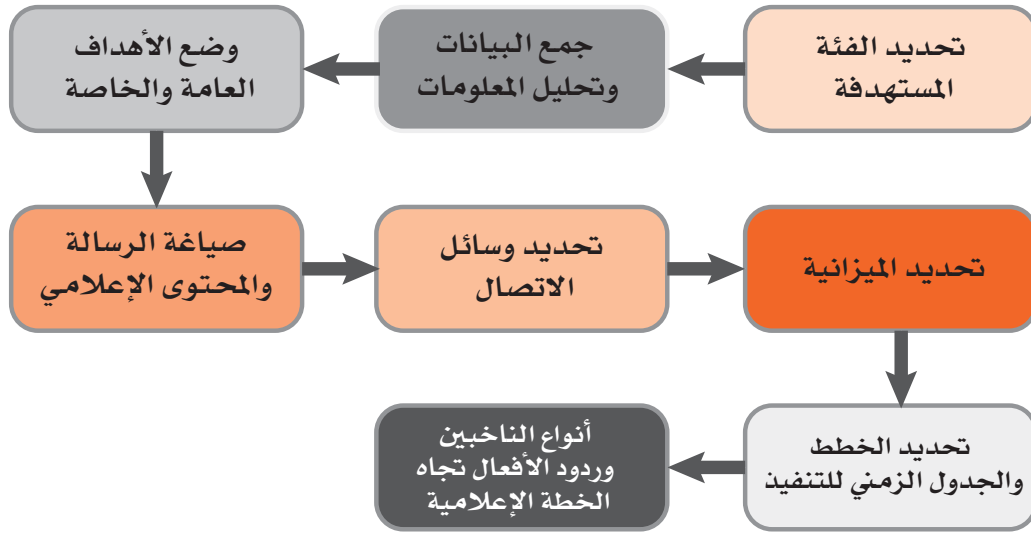 تحديد الفئة
المستهدفة
جمع البيانات
وتحليل المعلومات
وضع الأهداف
العامة والخاصة
صياغة الرسالة
والمحتوى الإعلامي
تحديد وسائل
الاتصال
تحديد الميزانية
تحديد الخطط
والجدول الزمني للتنفيذ
أنواع الناخبين
وردود الأفعال تجاه
الخطة الإعلامية